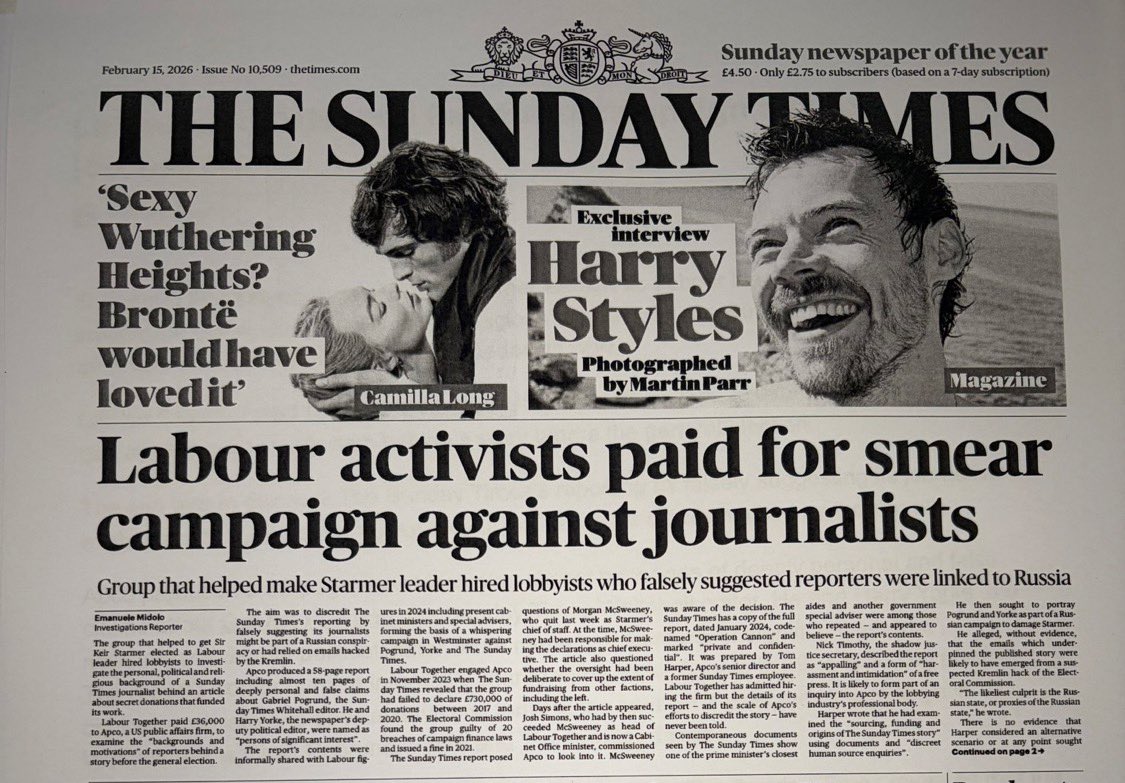 February 15, 2026 · Issue No 10,509 · thetimes.com
DIEU ET MON DROIT
Sunday newspaper of the year
£4.50 · Only £2.75 to subscribers (based on a 7-day subscription)
THE SUNDAY TIMES
‘Sexy
Wuthering
Heights?
Brontë
would have
loved it’
Camilla Long
Exclusive
interview
Harry
Styles
Photographed
by Martin Parr
Magazine
Labour activists paid for smear
campaign against journalists
Group that helped make Starmer leader hired lobbyists who falsely suggested reporters were linked to Russia
Emanuele Midolo
Investigations Reporter
The group that helped to get Sir
Keir Starmer elected as Labour
leader hired lobbyists to investi-
gate the personal, political and reli-
gious background of a Sunday
Times journalist behind an article
about secret donations that funded
its work.
Labour Together paid £36,000
to Apco, a US public affairs firm, to
examine the “backgrounds and
motivations” of reporters behind a
story before the general election.
The aim was to discredit The
Sunday Times’s reporting by
falsely suggesting its journalists
might be part of a Russian conspir-
acy or had relied on emails hacked
by the Kremlin.
Apco produced a 58-page report
including almost ten pages of
deeply personal and false claims
about Gabriel Pogrund, the Sun-
day Times Whitehall editor. He and
Harry Yorke, the newspaper’s dep-
uty political editor, were named as
“persons of significant interest”.
The report’s contents were
informally shared with Labour fig-
ures in 2024 including present cab-
inet ministers and special advisers,
forming the basis of a whispering
campaign in Westminster against
Pogrund, Yorke and The Sunday
Times.
Labour Together engaged Apco
in November 2023 when The Sun-
day Times revealed that the group
had failed to declare £730,000 of
donations between 2017 and
2020. The Electoral Commission
found the group guilty of 20
breaches of campaign finance laws
and issued a fine in 2021.
The Sunday Times report posed
questions of Morgan McSweeney,
who quit last week as Starmer’s
chief of staff. At the time, McSwee-
ney had been responsible for mak-
ing the declarations as chief execu-
tive. The article also questioned
whether the oversight had been
deliberate to cover up the extent of
fundraising from other factions,
including the left.
Days after the article appeared,
Josh Simons, who had by then suc-
ceeded McSweeney as head of
Labour Together and is now a Cabi-
net Office minister, commissioned
Apco to look into it. McSweeney
was aware of the decision. The
Sunday Times has a copy of the full
report, dated January 2024, code-
named “Operation Cannon” and
marked “private and confiden-
tial”. It was prepared by Tom
Harper, Apco’s senior director and
a former Sunday Times employee.
Labour Together has admitted hir-
ing the firm but the details of its
report – and the scale of Apco’s
efforts to discredit the story – have
never been told.
Contemporaneous documents
seen by The Sunday Times show
one of the prime minister’s closest
aides and another government
special adviser were among those
who repeated – and appeared to
believe – the report’s contents.
Nick Timothy, the shadow jus-
tice secretary, described the report
as “appalling” and a form of “har-
assment and intimidation” of a free
press. It is likely to form part of an
inquiry into Apco by the lobbying
industry’s professional body.
Harper wrote that he had exam-
ined the “sourcing, funding and
origins of The Sunday Times story”
using documents and “discreet
human source enquiries”.
He then sought to portray
Pogrund and Yorke as part of a Rus-
sian campaign to damage Starmer.
He alleged, without evidence,
that the emails which under-
pinned the published story were
likely to have emerged from a sus-
pected Kremlin hack of the Elect-
oral Commission.
“The likeliest culprit is the Rus-
sian state, or proxies of the Russian
state,” he wrote.
There is no evidence that
Harper considered an alternative
scenario or at any point sought
Continued on page 2→